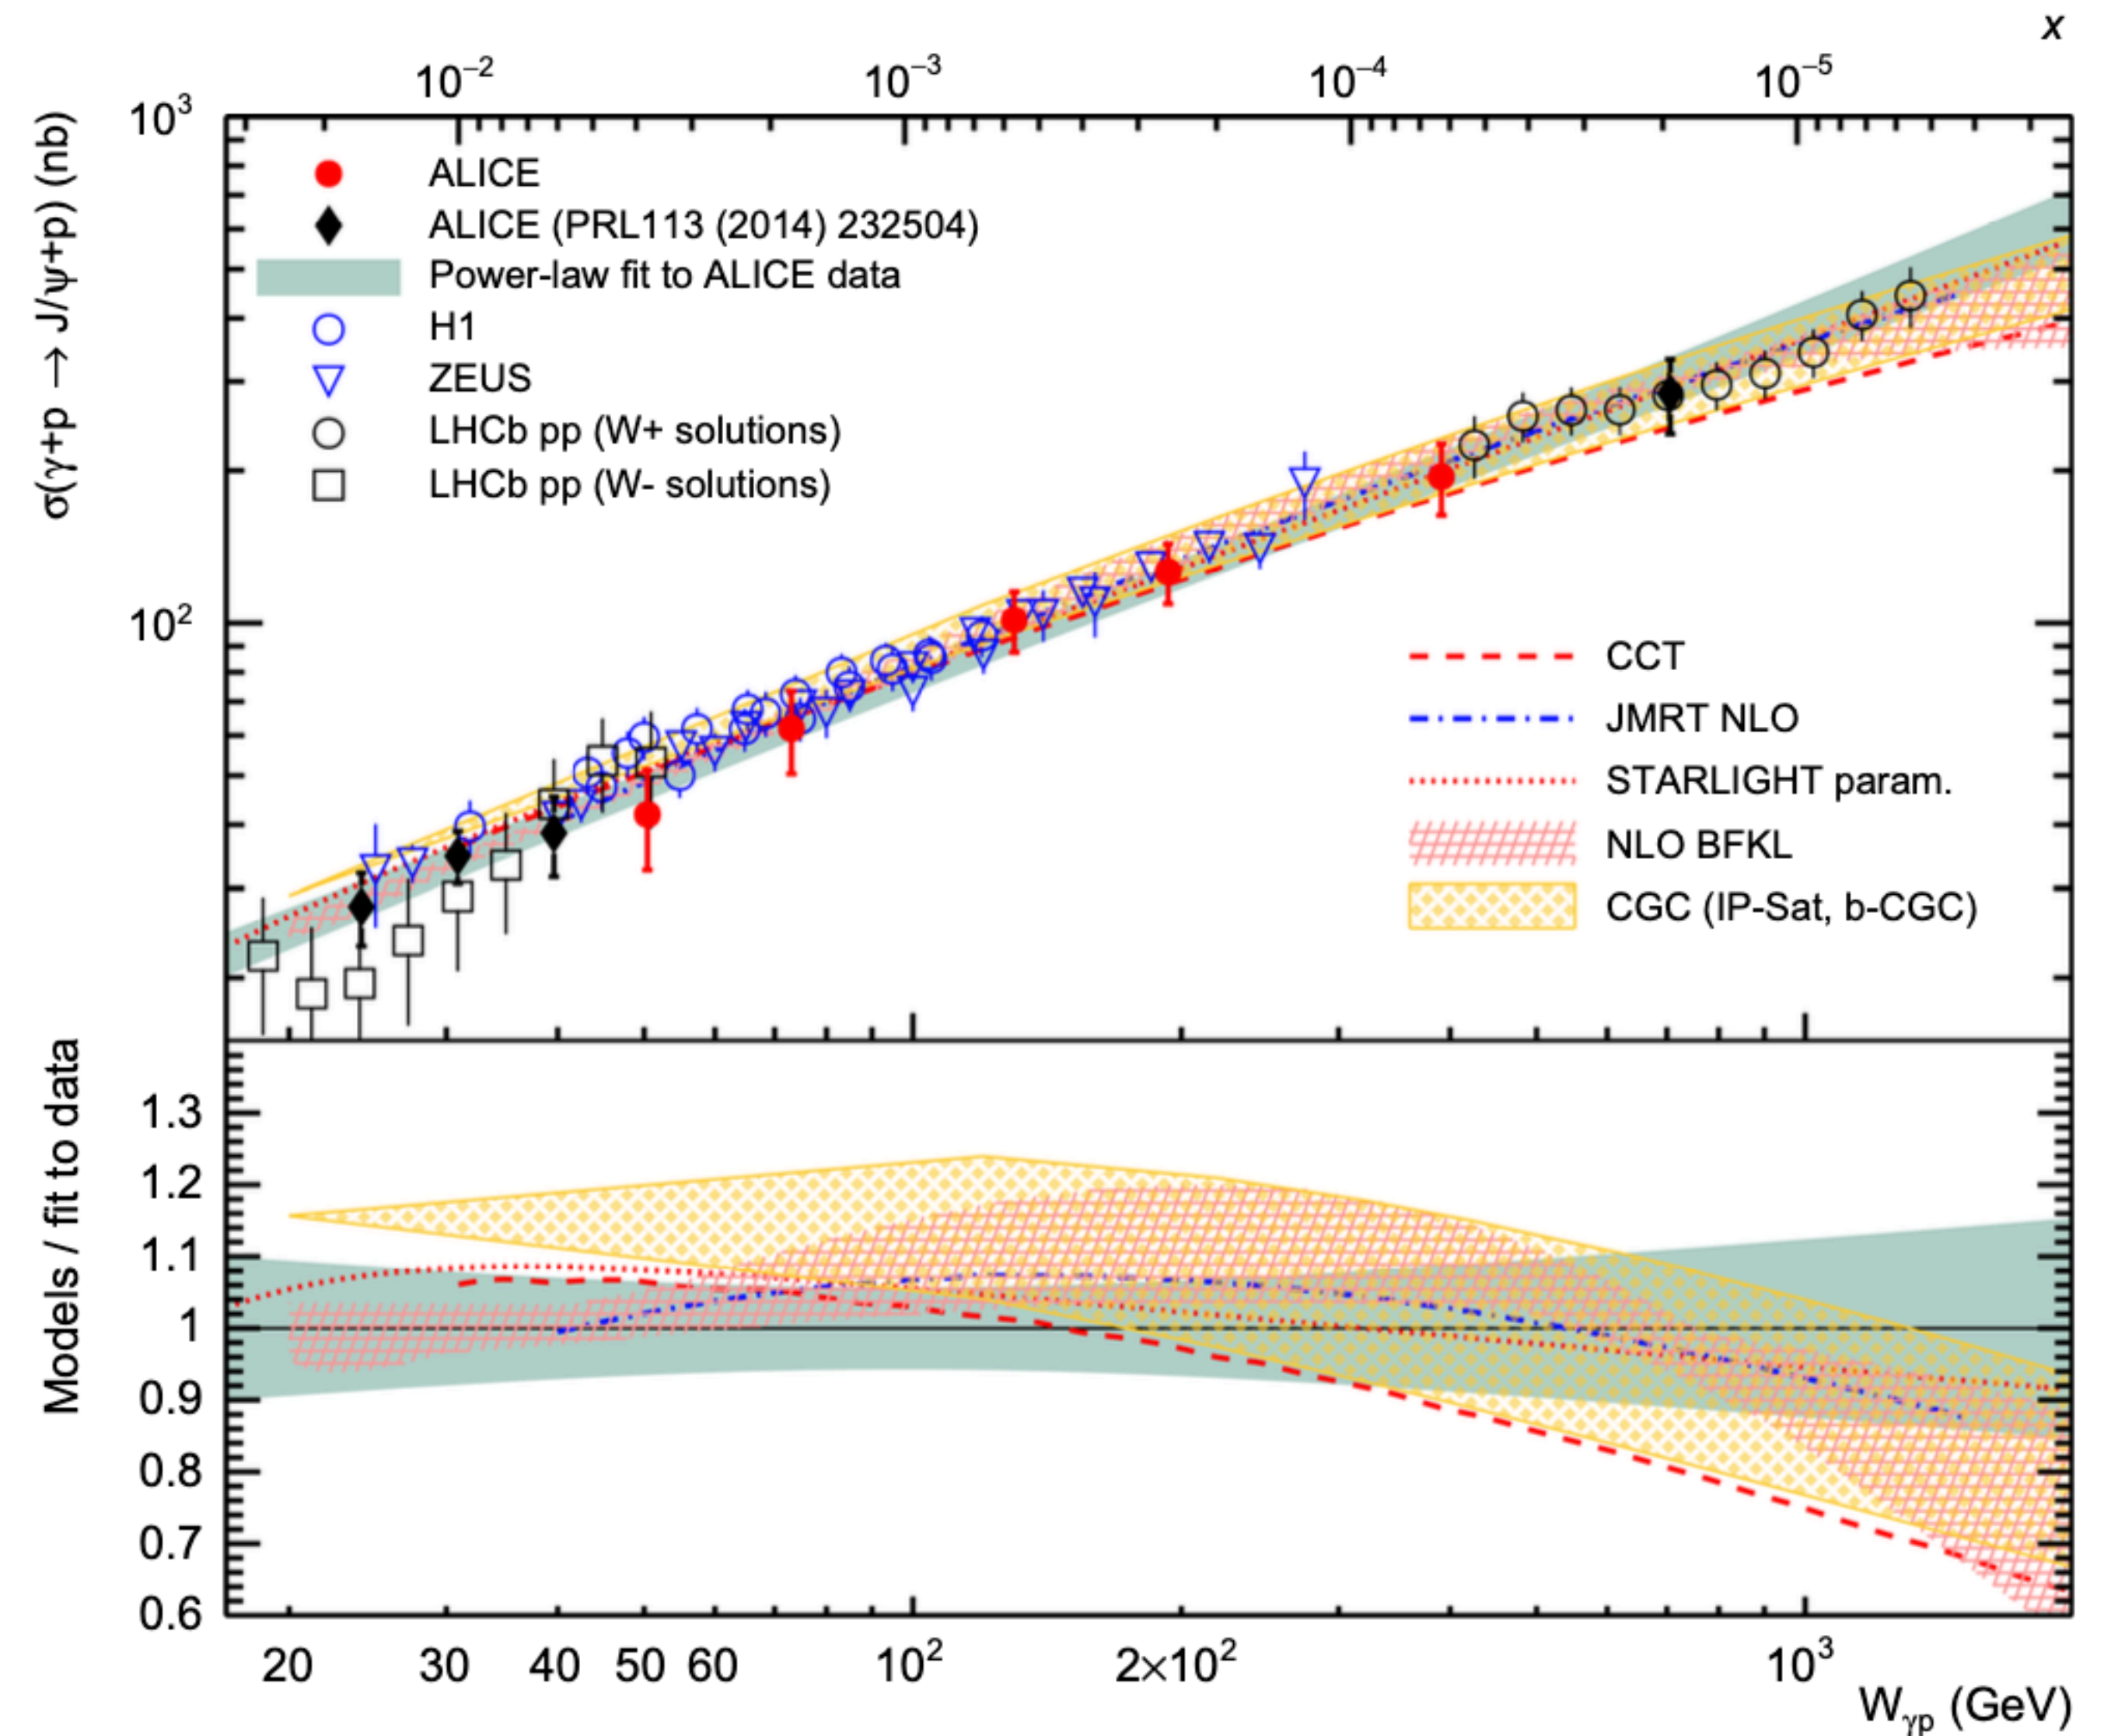 x
10⁻² 10⁻³ 10⁻⁴ 10⁻⁵
σ(γ+p → J/ψ+p) (nb)
10³
10²
ALICE
ALICE (PRL113 (2014) 232504)
Power-law fit to ALICE data
H1
ZEUS
LHCb pp (W+ solutions)
LHCb pp (W- solutions)
CCT
JMRT NLO
STARLIGHT param.
NLO BFKL
CGC (IP-Sat, b-CGC)
Models / fit to data
1.3
1.2
1.1
1
0.9
0.8
0.7
0.6
20 30 40 50 60 10² 2×10² 10³
Wγp (GeV)